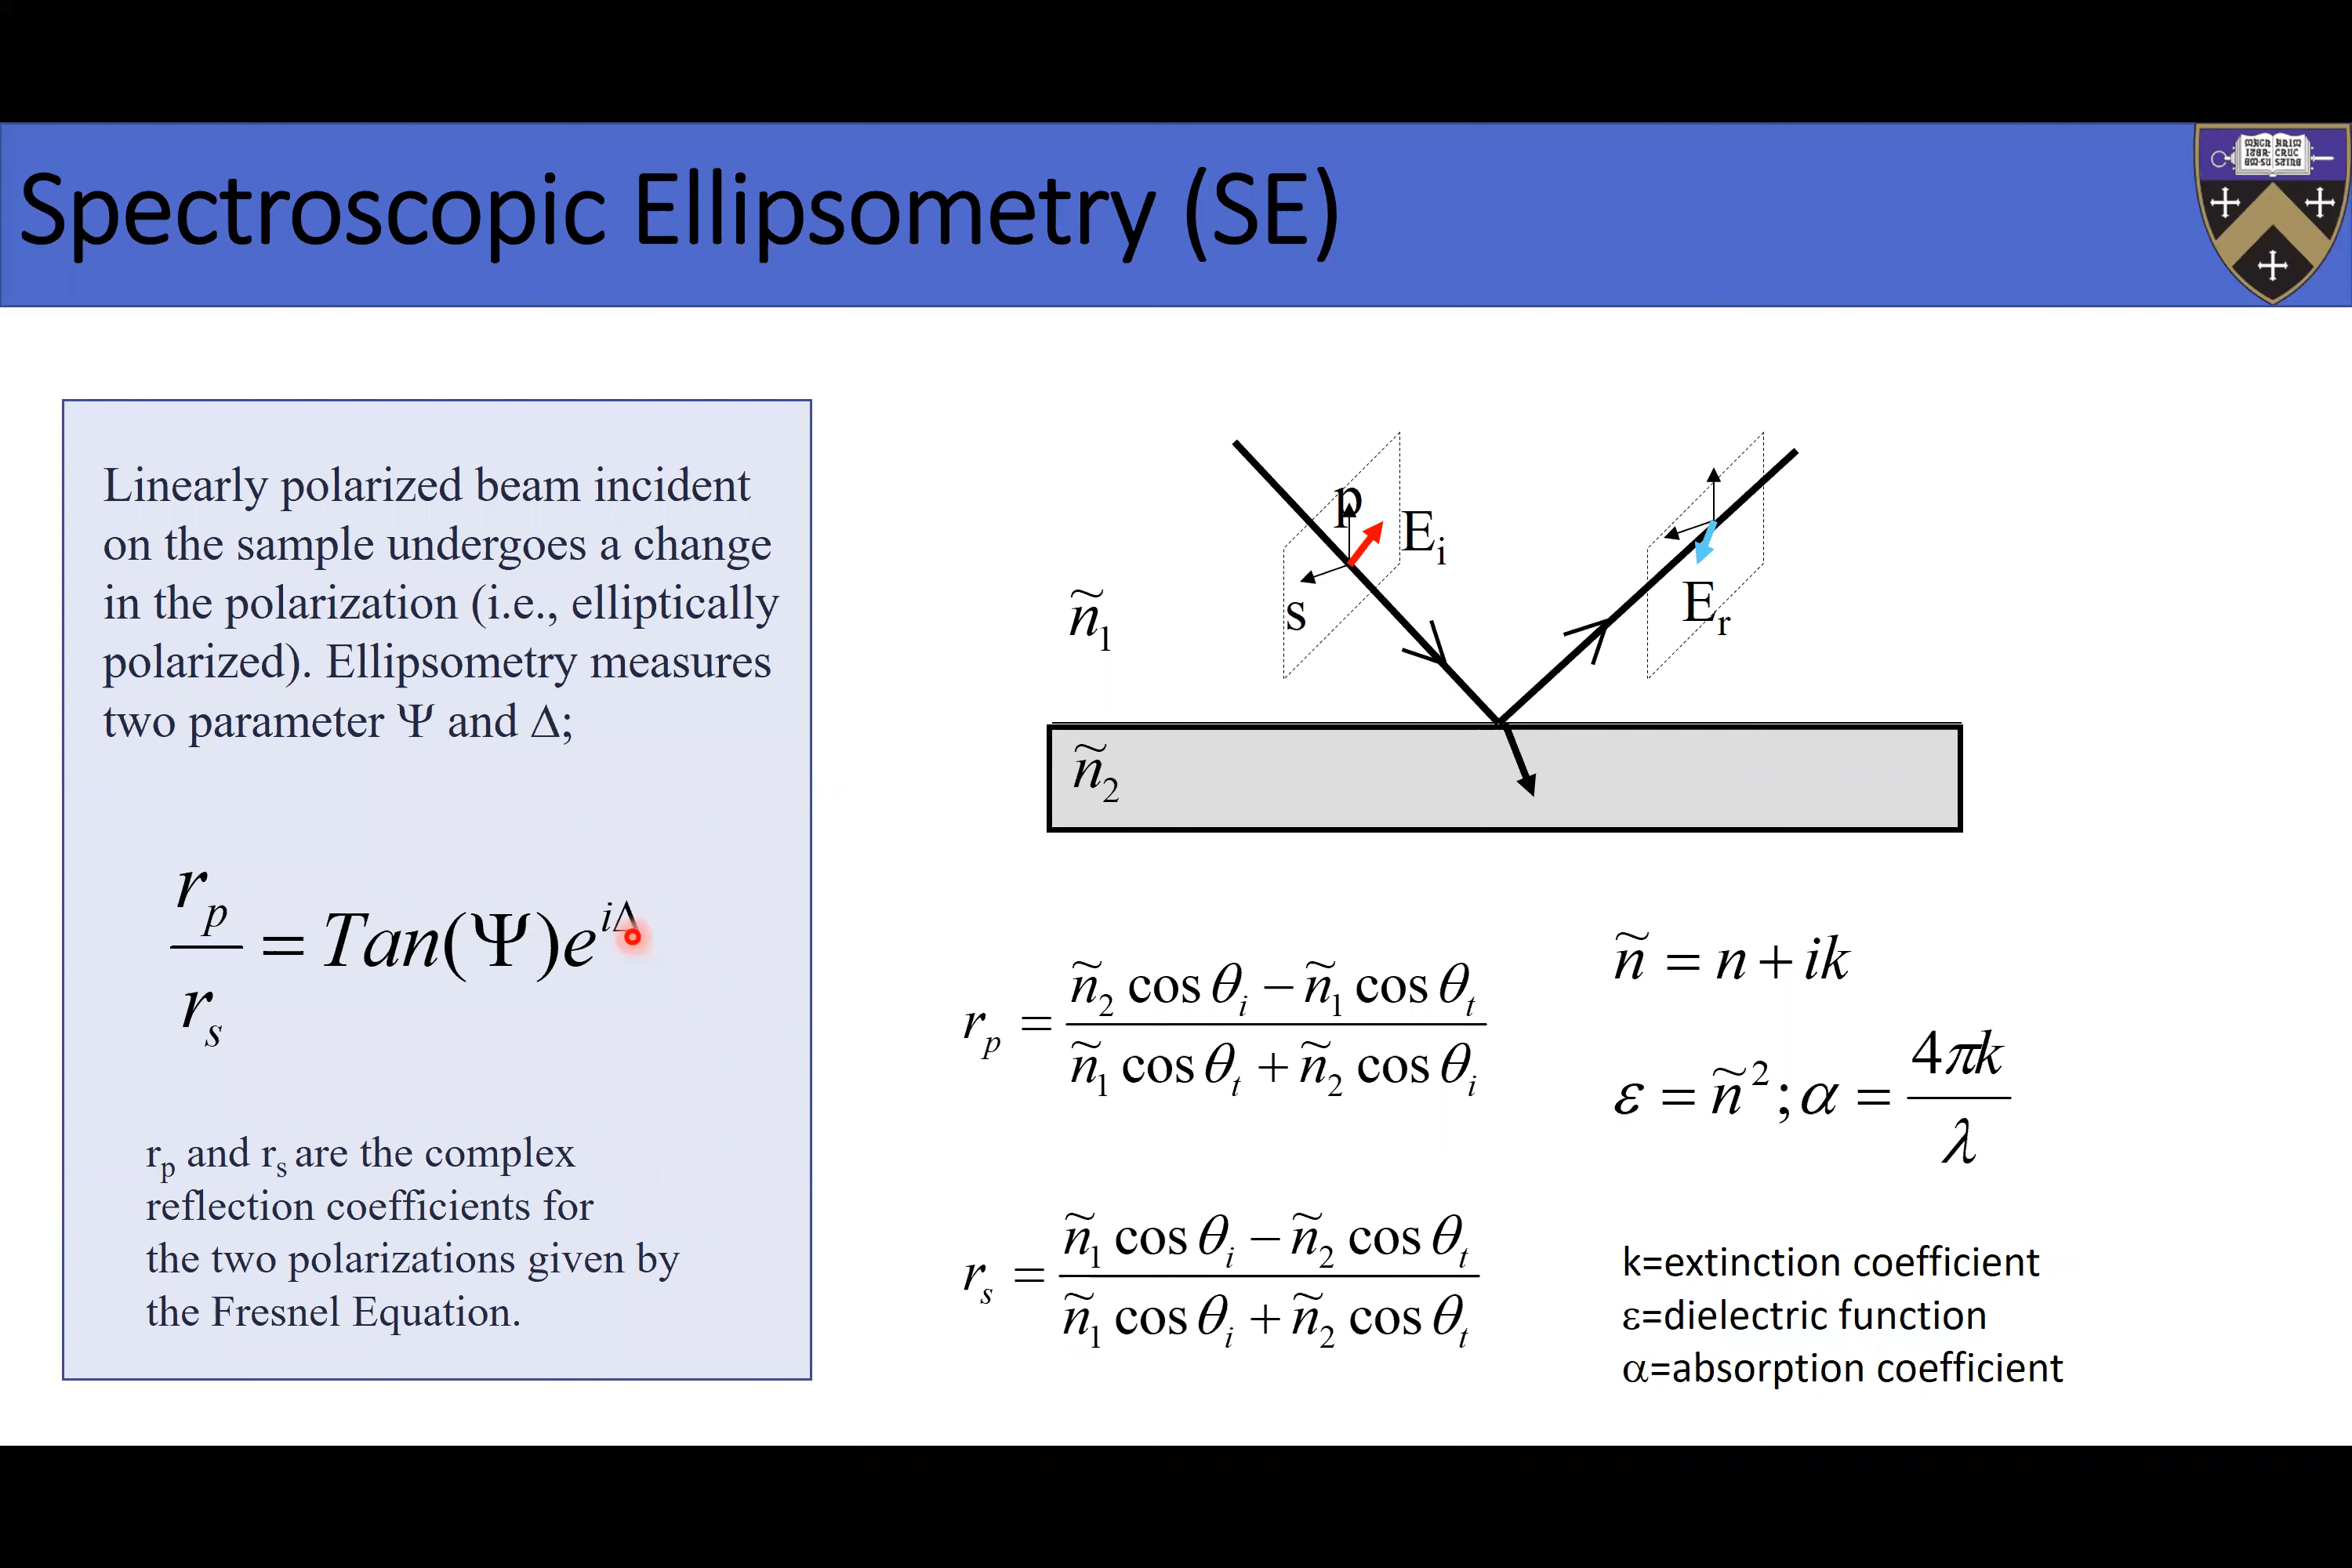 Spectroscopic Ellipsometry (SE)
Linearly polarized beam incident
on the sample undergoes a change
in the polarization (i.e., elliptically
polarized). Ellipsometry measures
two parameter Ψ and Δ;
r_p / r_s = Tan(Ψ)e^{iΔ}
r_p and r_s are the complex
reflection coefficients for
the two polarizations given by
the Fresnel Equation.
p
E_i
s
E_r
ñ_1
ñ_2
r_p = (ñ_2 cos θ_i − ñ_1 cos θ_t) / (ñ_1 cos θ_t + ñ_2 cos θ_i)
r_s = (ñ_1 cos θ_i − ñ_2 cos θ_t) / (ñ_1 cos θ_i + ñ_2 cos θ_t)
ñ = n + ik
ε = ñ²; α = 4πk / λ
k=extinction coefficient
ε=dielectric function
α=absorption coefficient